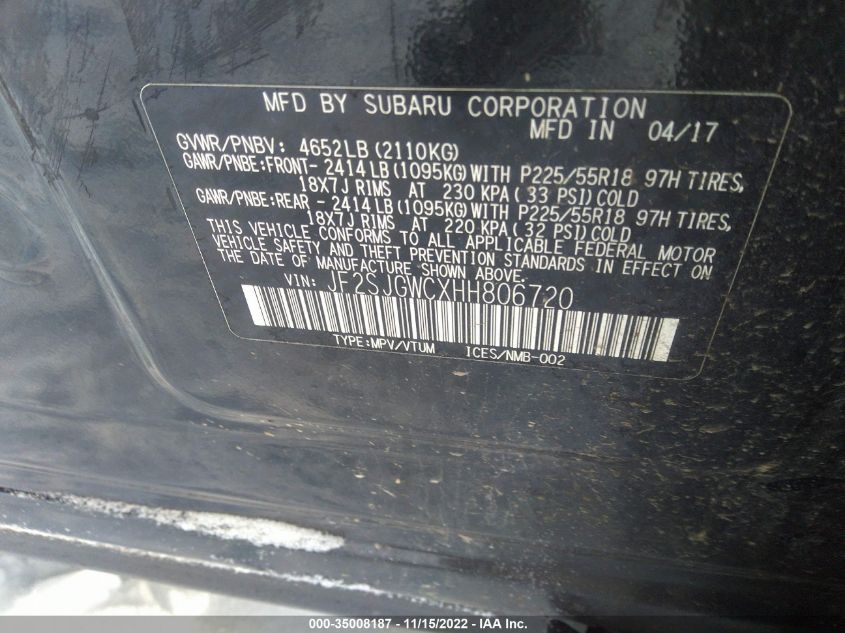 MFD BY SUBARU CORPORATION
MFD IN 04/17
GVWR/PNBV: 4652LB(2110KG)
GAWR/PNBE:FRONT- 2414LB(1095KG)WITH P225/55R18 97H TIRES,
18X7J RIMS AT 230 KPA(33 PSI)COLD
GAWR/PNBE:REAR - 2414LB(1095KG)WITH P225/55R18 97H TIRES,
18X7J RIMS AT 220 KPA(32 PSI)COLD
THIS VEHICLE CONFORMS TO ALL APPLICABLE FEDERAL MOTOR
VEHICLE SAFETY AND THEFT PREVENTION STANDARDS IN EFFECT ON
THE DATE OF MANUFACTURE SHOWN ABOVE.
VIN: JF2SJGWCXHH806720
TYPE:MPV/VTUM ICES/NMB-002
000-35008187 - 11/15/2022 - IAA Inc.